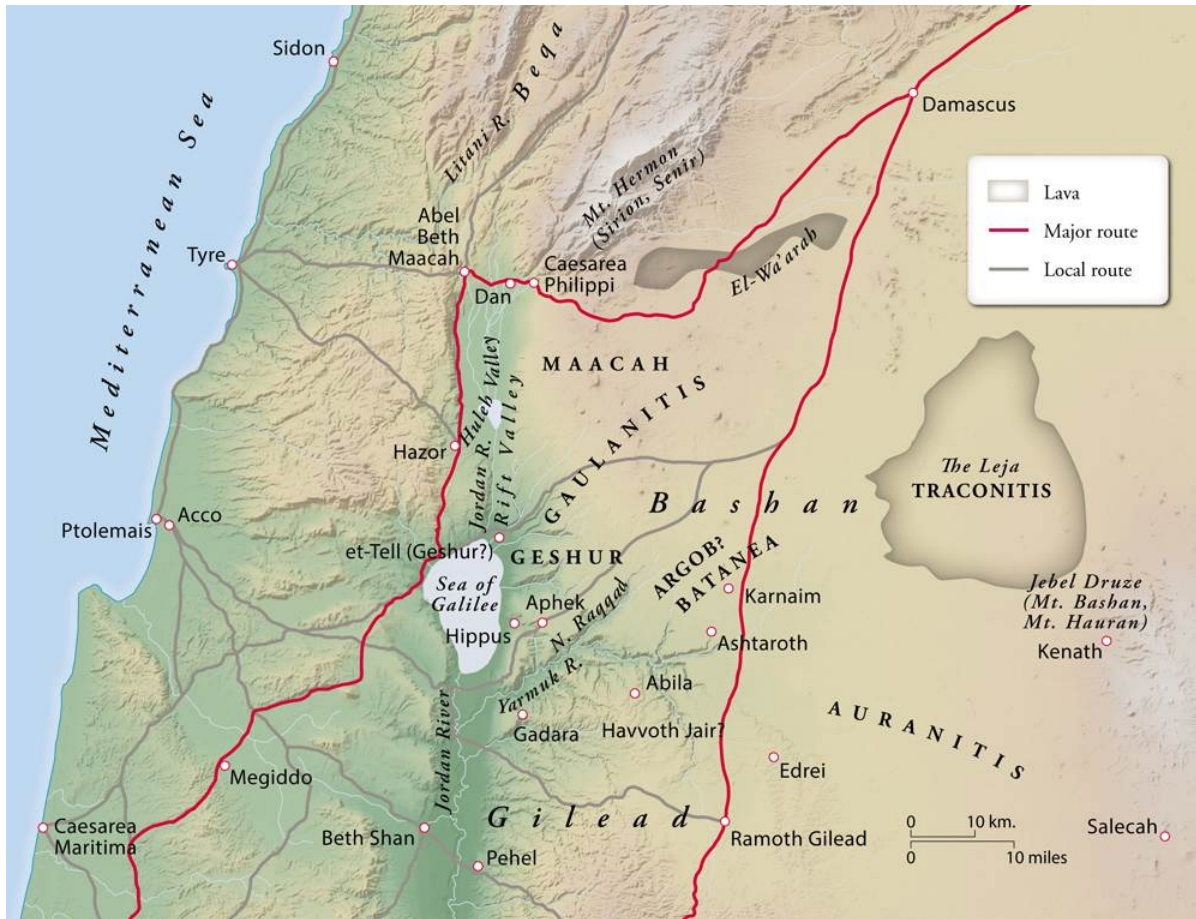 Sidon
Mediterranean Sea
Litani R.
Beqa
Damascus
Mt. Hermon
(Sirion, Senir)
Lava
Major route
Local route
Abel
Beth
Maacah
Tyre
Dan
Caesarea
Philippi
El-Wa'arah
MAACAH
Huleh Valley
Jordan R.
Rift Valley
GAULANITIS
Hazor
Bashan
The Leja
TRACONITIS
Ptolemais
Acco
et-Tell (Geshur?)
GESHUR
ARGOB?
BATANEA
Sea of
Galilee
Aphek
Hippus
N. Raqqad
Karnaim
Ashtaroth
Jebel Druze
(Mt. Bashan,
Mt. Hauran)
Kenath
Yarmuk R.
Abila
Gadara
Havvoth Jair?
AURANITIS
Jordan River
Megiddo
Edrei
Caesarea
Maritima
Beth Shan
Gilead
Ramoth Gilead
10 km.
0
0
10 miles
Salecah
Pehel